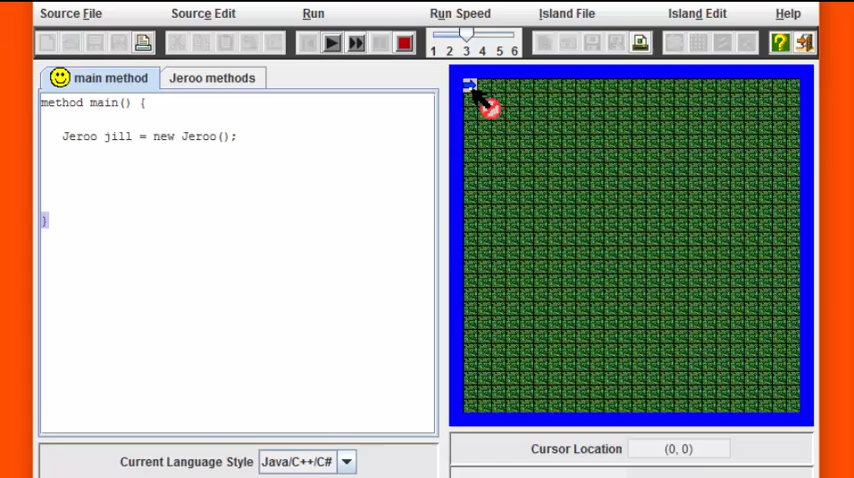 Source File Source Edit Run Run Speed Island File Island Edit Help
1 2 3 4 5 6
main method Jeroo methods
method main() {
Jeroo jill = new Jeroo();
}
Current Language Style Java/C++/C#
Cursor Location (0, 0)